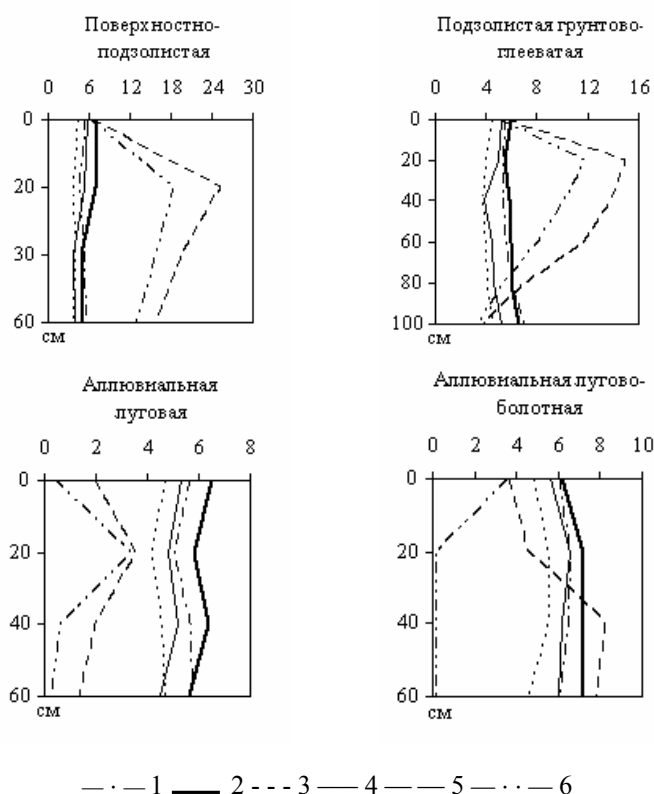 Поверхностно-
подзолистая
0 6 12 18 24 30
0
20
30
60
см
Подзолистая грунтово-
глееватая
0 4 8 12 16
0
20
40
60
80
100
см
Аллювиальная
луговая
0 2 4 6 8
0
20
40
60
см
Аллювиальная лугово-
болотная
0 2 4 6 8 10
0
20
40
60
см
1 2 3 4 5 6